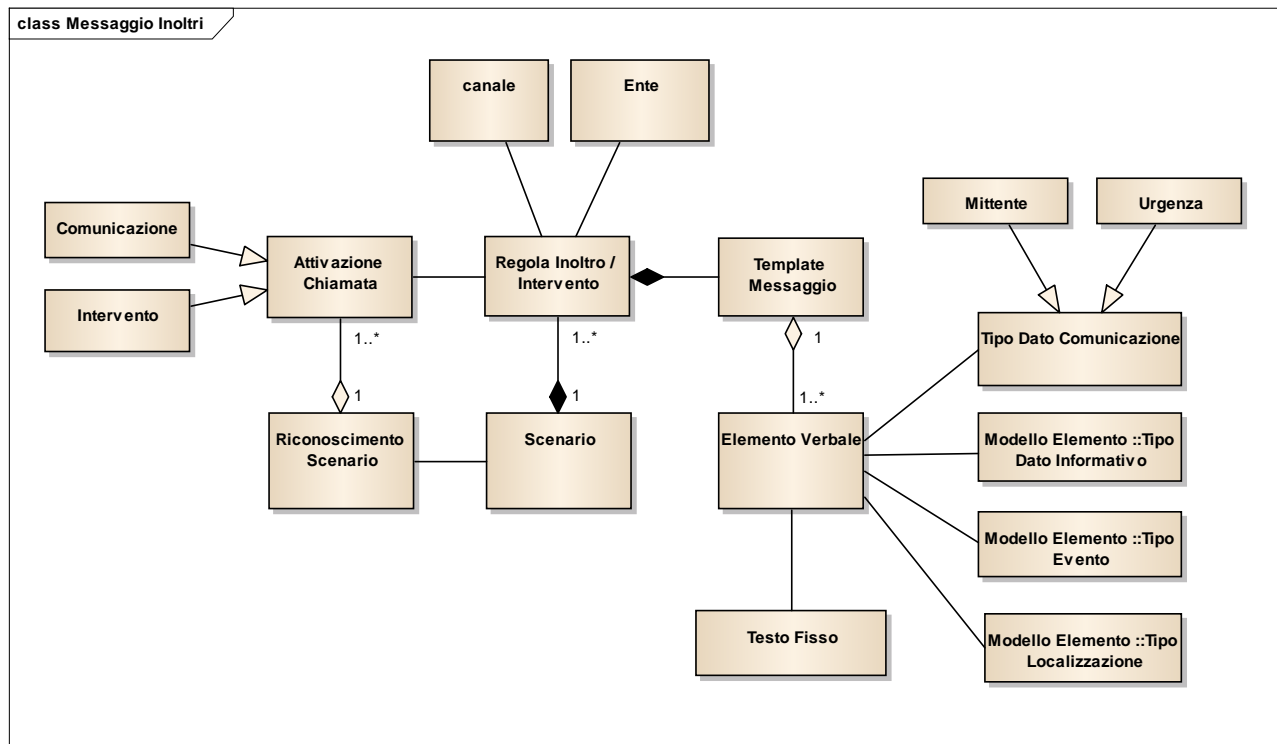 class Messaggio Inoltri
canale
Ente
Mittente
Urgenza
Comunicazione
Attivazione
Chiamata
Regola Inoltro /
Intervento
Template
Messaggio
Intervento
Tipo Dato Comunicazione
1..*
1..*
1
1
1
1..*
Riconoscimento
Scenario
Scenario
Elemento Verbale
Modello Elemento ::Tipo
Dato Informativo
Modello Elemento ::Tipo
Evento
Testo Fisso
Modello Elemento ::Tipo
Localizzazione